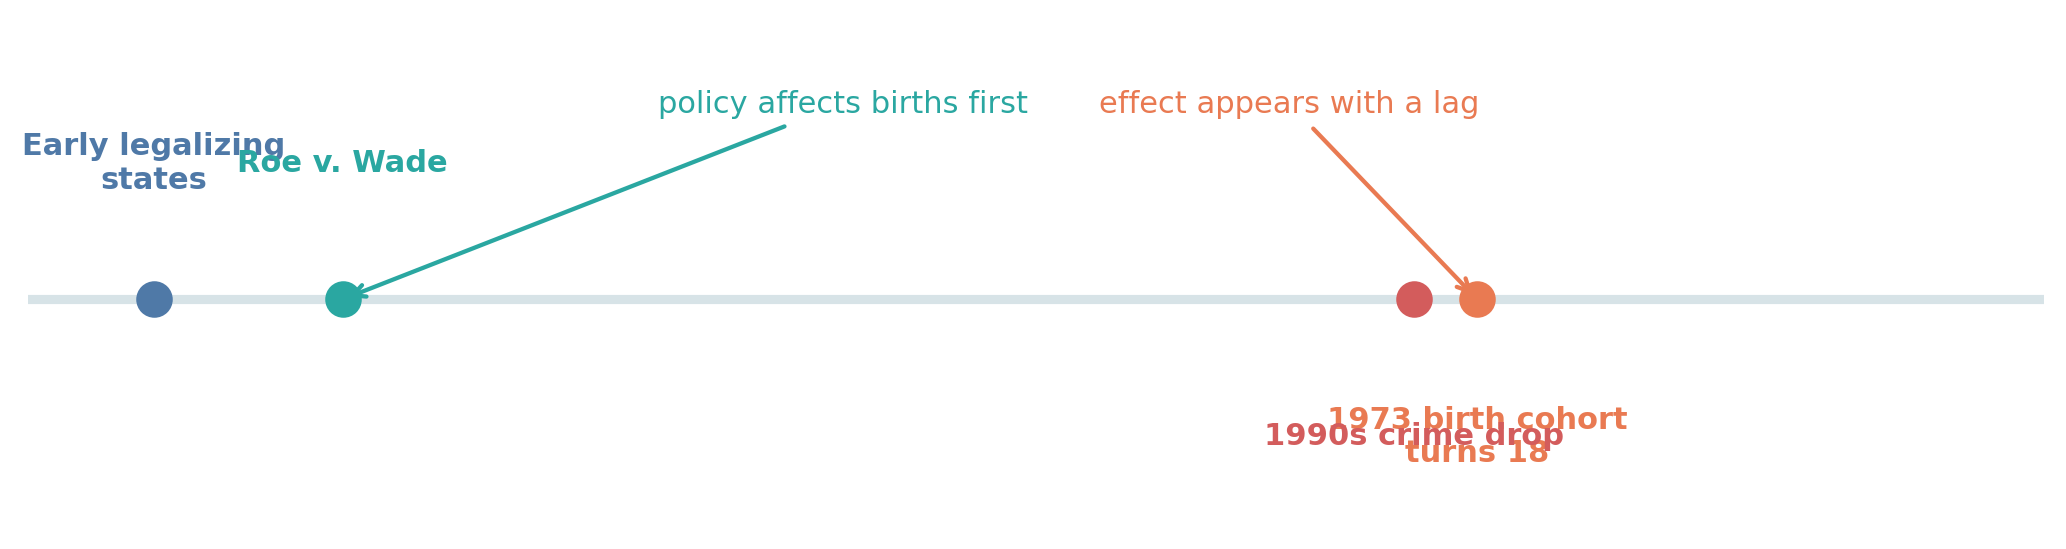 policy affects births first
effect appears with a lag
Early legalizing
states
Roe v. Wade
1973 birth cohort
turns 18
1990s crime drop